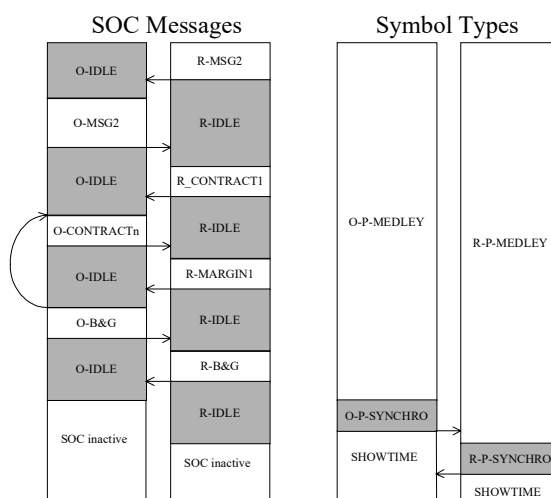 SOC Messages
Symbol Types
O-IDLE
R-MSG2
O-MSG2
R-IDLE
O-IDLE
R_CONTRACT1
O-CONTRACTn
R-IDLE
O-IDLE
R-MARGIN1
O-B&G
R-IDLE
O-IDLE
R-B&G
R-IDLE
SOC inactive
SOC inactive
O-P-MEDLEY
R-P-MEDLEY
O-P-SYNCHRO
SHOWTIME
R-P-SYNCHRO
SHOWTIME